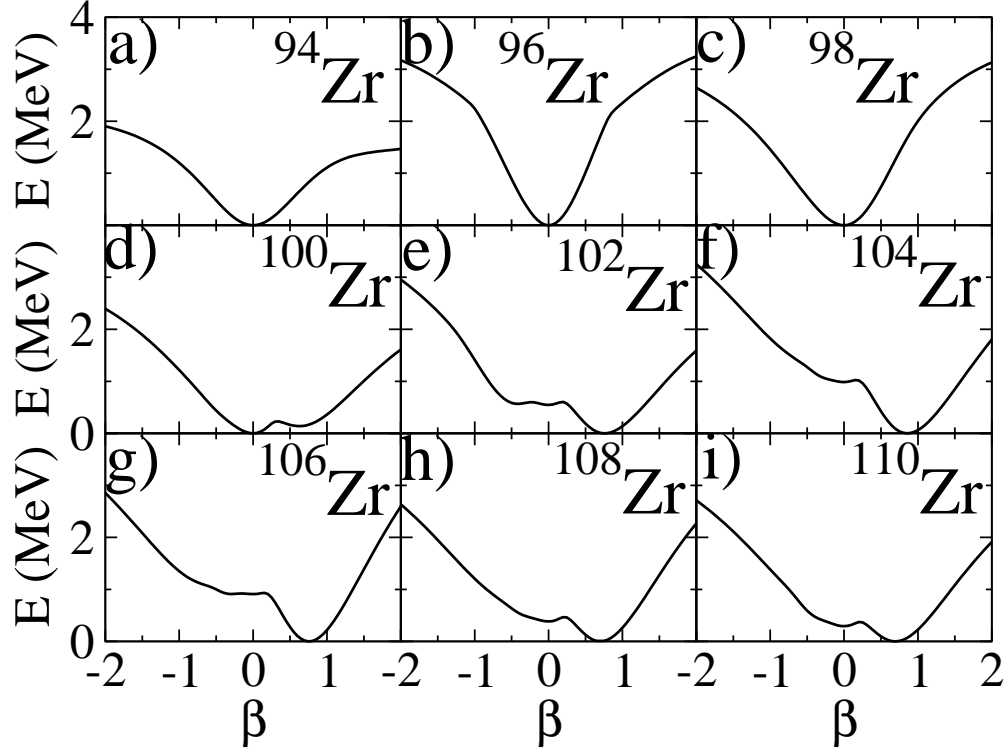 4
a) 94Zr b) 96Zr c) 98Zr
E (MeV)
2
d) 100Zr e) 102Zr f) 104Zr
E (MeV)
2
0
g) 106Zr h) 108Zr i) 110Zr
E (MeV)
2
0
-2 -1 0 1 -2 -1 0 1 -2 -1 0 1 2
β β β